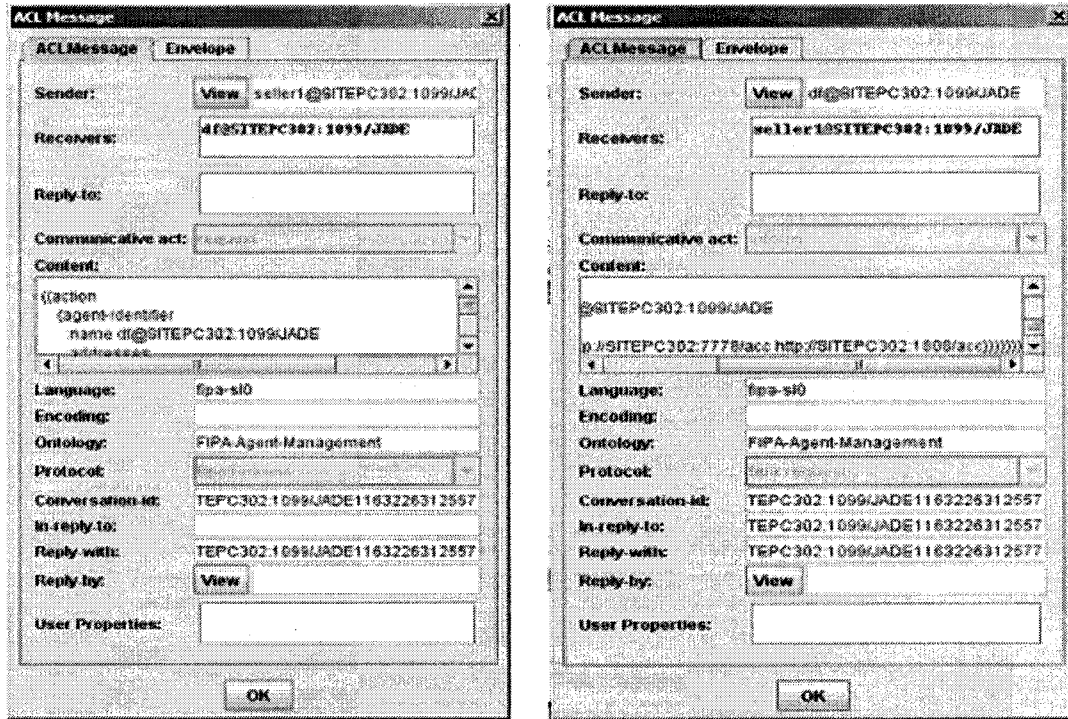 ACL Message
ACLMessage Envelope
Sender: View seller1@SITEPC302:1099/JAD
Receivers: df@SITEPC302:1099/JADE
Reply-to:
Communicative act: request
Content:
((action
(agent-identifier
:name df@SITEPC302:1099/JADE
:addresses
Language: fipa-sl0
Encoding:
Ontology: FIPA-Agent-Management
Protocol:
Conversation-id: TEPC302:1099/JADE1163226312557
In-reply-to:
Reply-with: TEPC302:1099/JADE1163226312557
Reply-by: View
User Properties:
OK
ACL Message
ACLMessage Envelope
Sender: View df@SITEPC302:1099/JADE
Receivers: seller1@SITEPC302:1099/JADE
Reply-to:
Communicative act: inform
Content:
@SITEPC302:1099/JADE
p://SITEPC302:7778/acc http://SITEPC302:1808/acc)))))))
Language: fipa-sl0
Encoding:
Ontology: FIPA-Agent-Management
Protocol:
Conversation-id: TEPC302:1099/JADE1163226312557
In-reply-to: TEPC302:1099/JADE1163226312557
Reply-with: TEPC302:1099/JADE1163226312577
Reply-by: View
User Properties:
OK